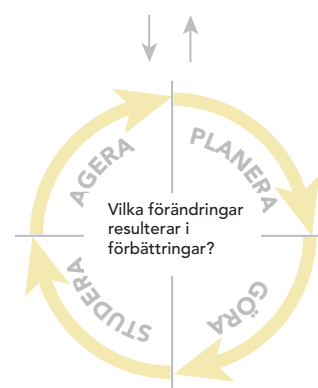 AGERA
PLANERA
Vilka förändringar
resulterar i
förbättringar?
STUDERA
GÖRA